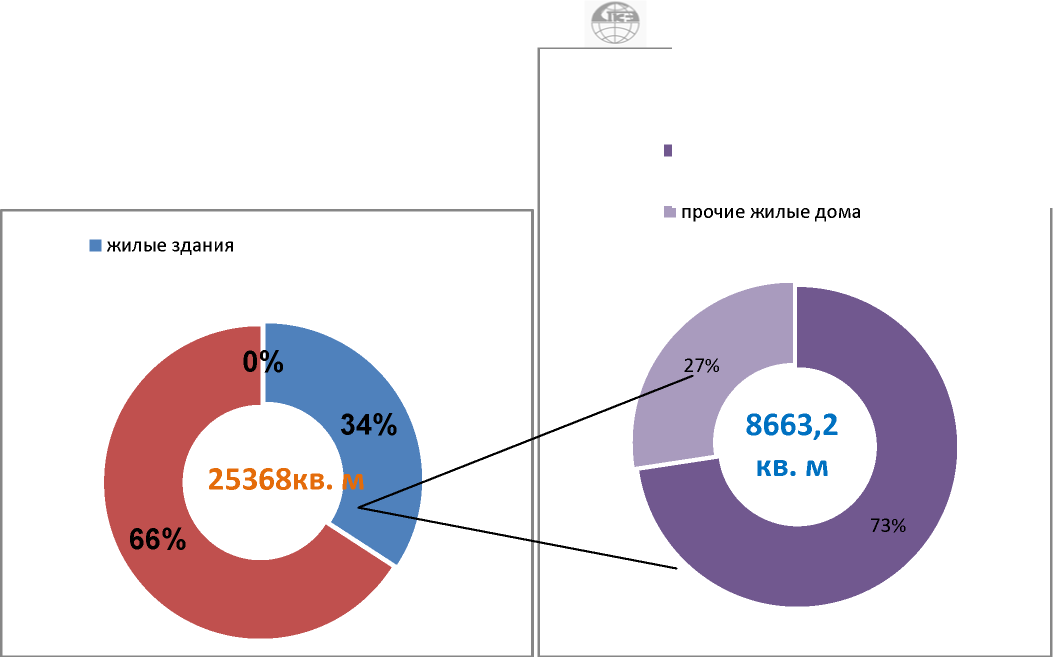 жилые здания
0%
34%
25368кв. м
66%
прочие жилые дома
27%
8663,2
кв. м
73%